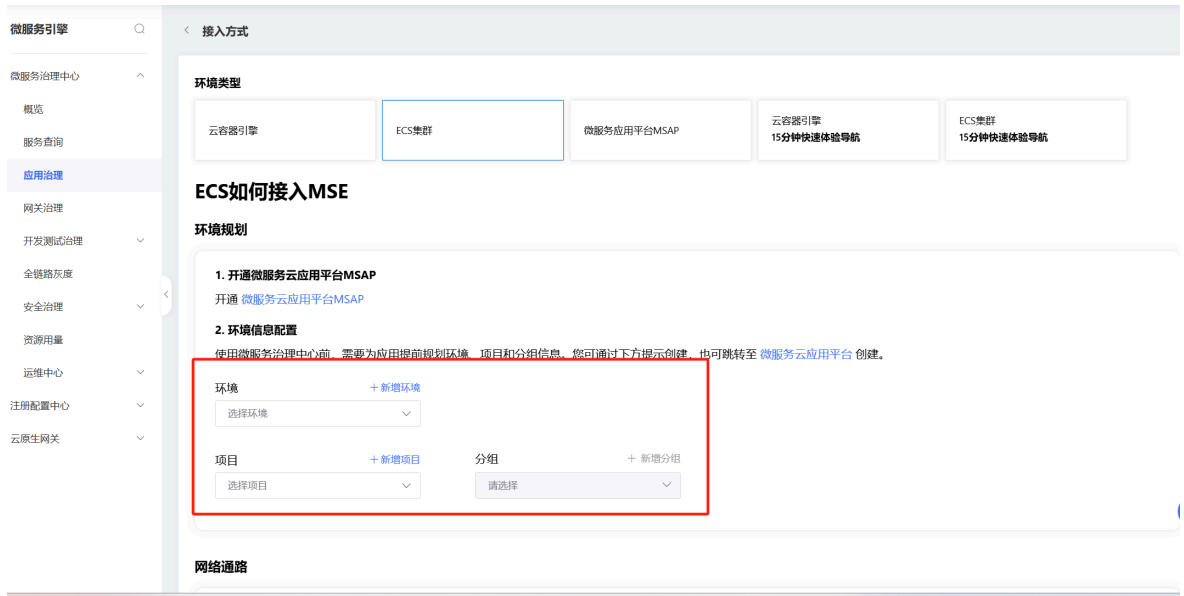 微服务引擎
微服务治理中心
概览
服务查询
应用治理
网关治理
开发测试治理
全链路灰度
安全治理
资源用量
运维中心
注册配置中心
云原生网关
接入方式
环境类型
云容器引擎
ECS集群
微服务应用平台MSAP
云容器引擎
15分钟快速体验导航
ECS集群
15分钟快速体验导航
ECS如何接入MSE
环境规划
1. 开通微服务云应用平台MSAP
开通 微服务云应用平台MSAP
2. 环境信息配置
使用微服务治理中心前，需要为应用提前规划环境、项目和分组信息。您可通过下方提示创建，也可跳转至 微服务云应用平台 创建。
环境 +新增环境
选择环境
项目 +新增项目 分组 + 新增分组
选择项目 请选择
网络通路